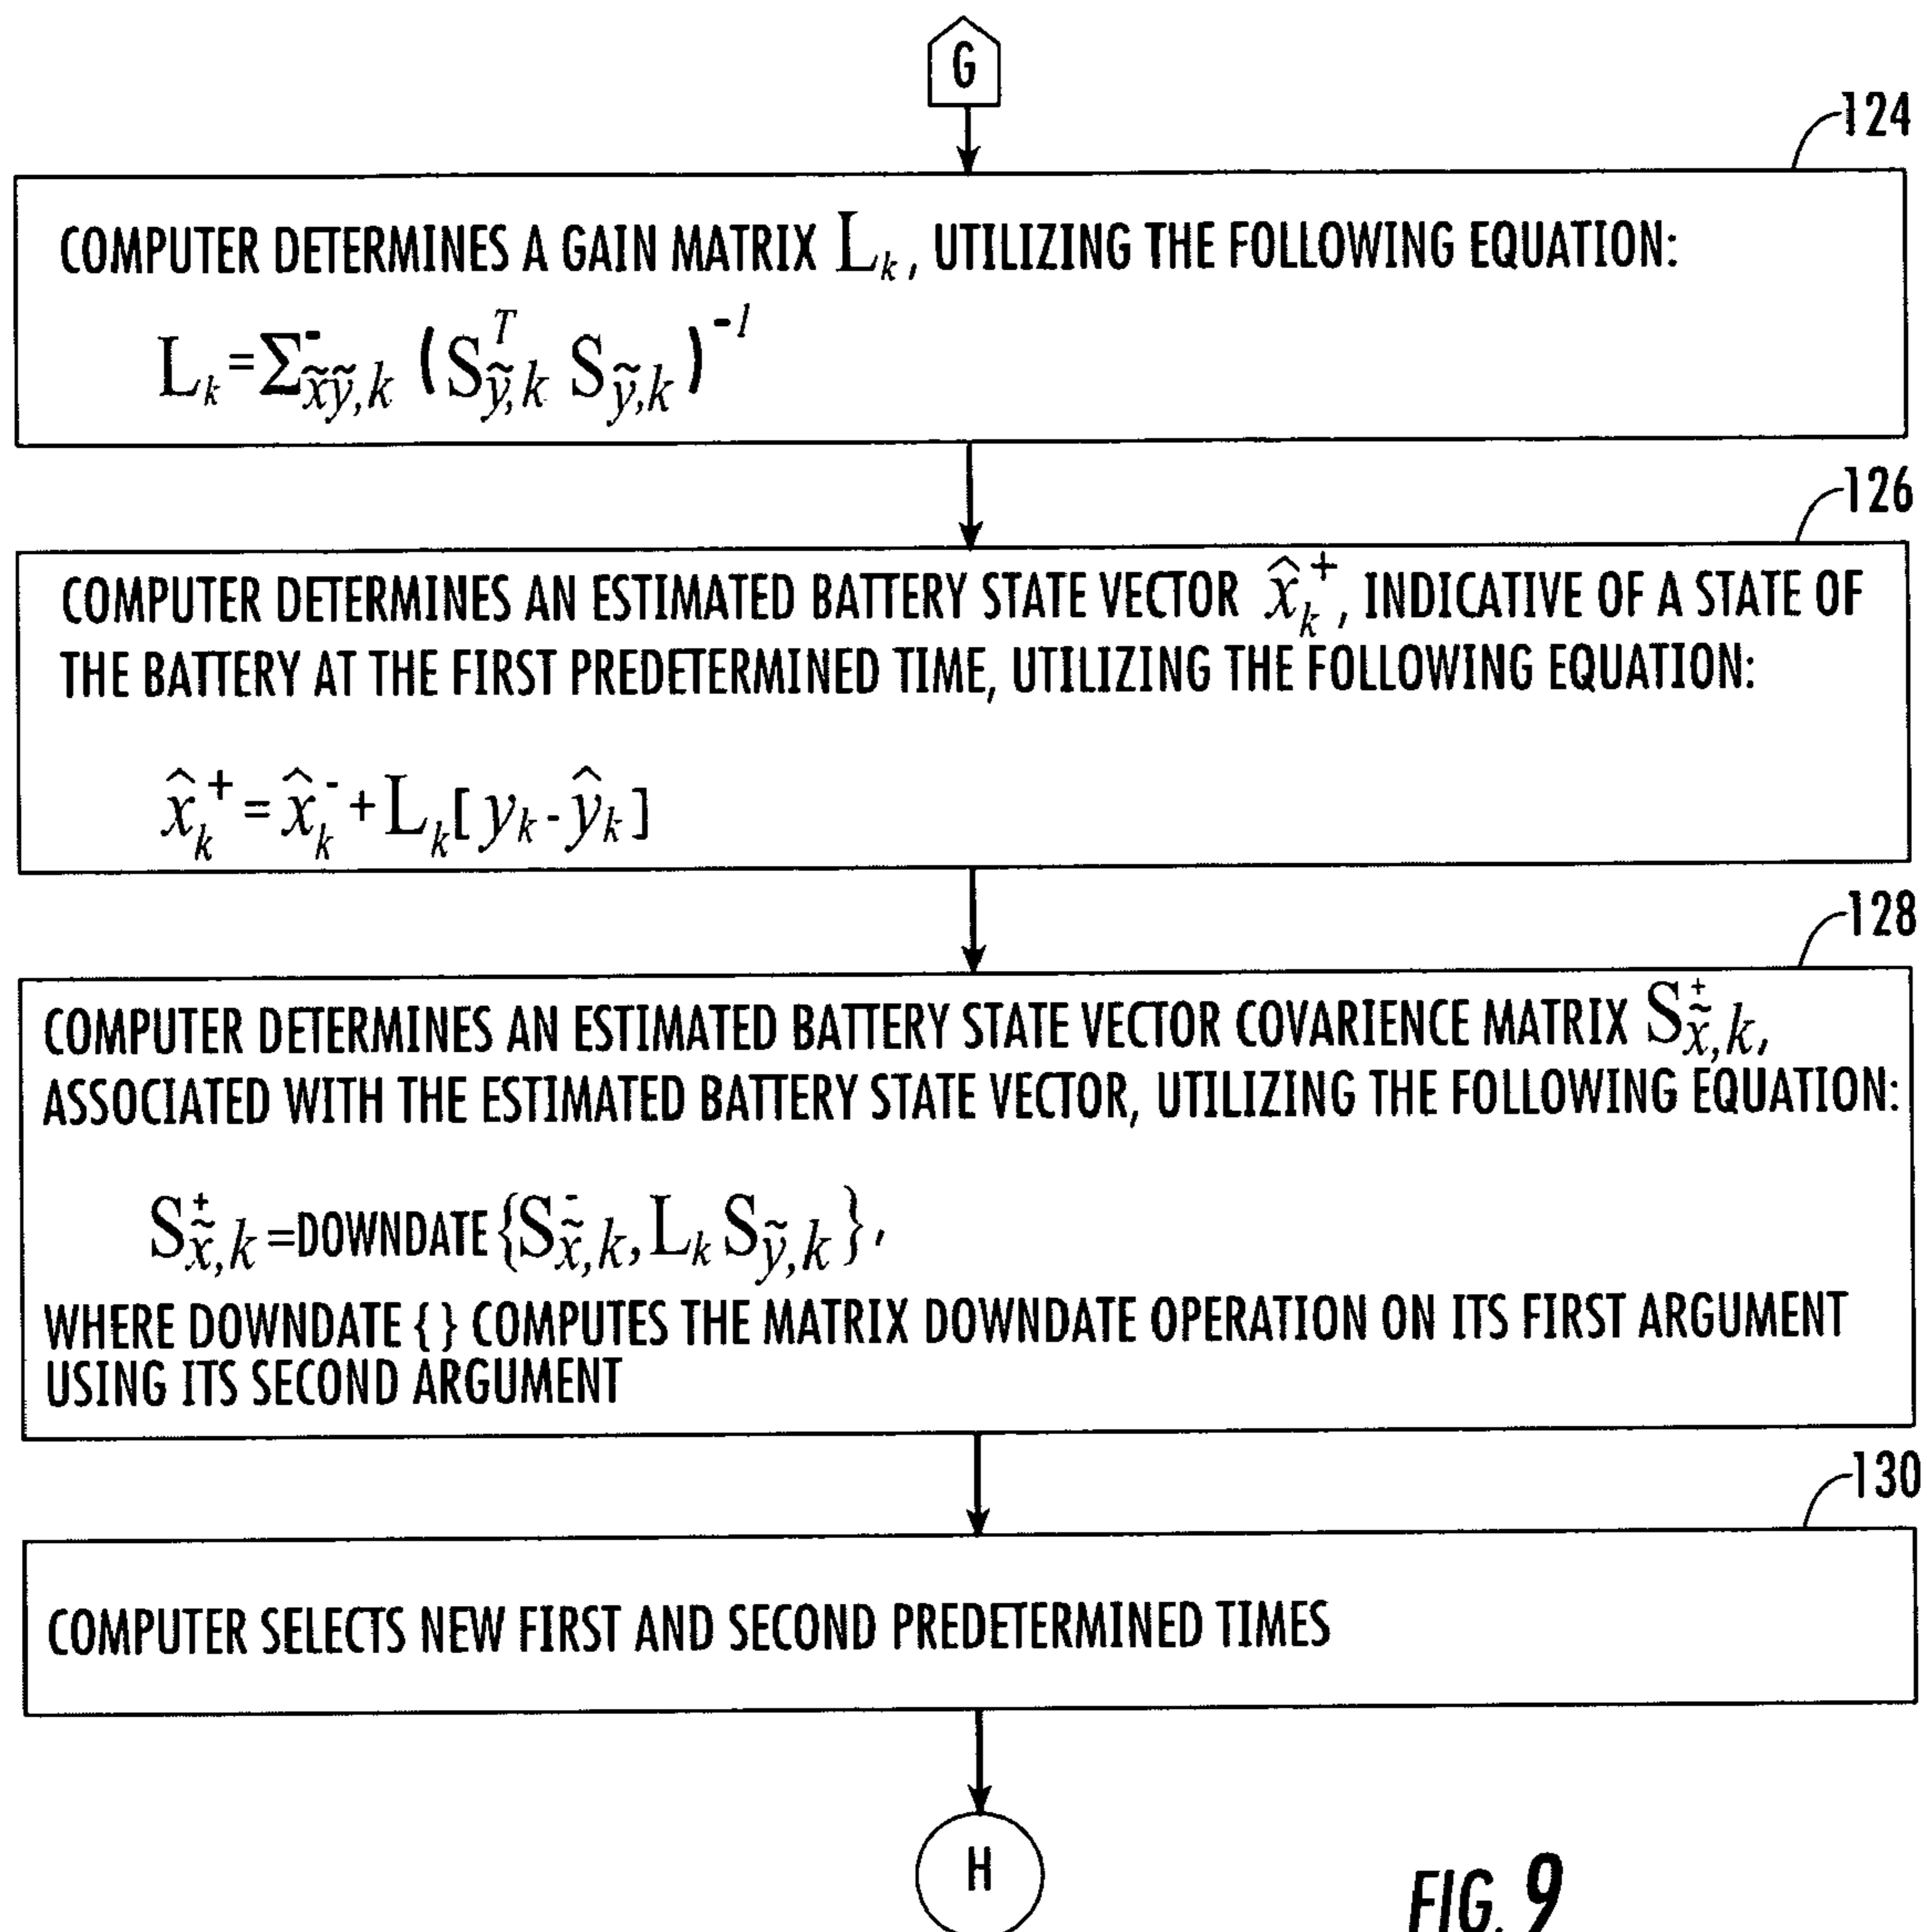 G
124
COMPUTER DETERMINES A GAIN MATRIX L_k, UTILIZING THE FOLLOWING EQUATION:
L_k = Σ^-_{x̃ỹ,k} (S^T_{ỹ,k} S_{ỹ,k})^{-1}
126
COMPUTER DETERMINES AN ESTIMATED BATTERY STATE VECTOR x̂_k^+, INDICATIVE OF A STATE OF
THE BATTERY AT THE FIRST PREDETERMINED TIME, UTILIZING THE FOLLOWING EQUATION:
x̂_k^+ = x̂_k^- + L_k[y_k - ŷ_k]
128
COMPUTER DETERMINES AN ESTIMATED BATTERY STATE VECTOR COVARIENCE MATRIX S^+_{x̃,k},
ASSOCIATED WITH THE ESTIMATED BATTERY STATE VECTOR, UTILIZING THE FOLLOWING EQUATION:
S^+_{x̃,k} = DOWNDATE {S^-_{x̃,k}, L_k S_{ỹ,k}},
WHERE DOWNDATE { } COMPUTES THE MATRIX DOWNDATE OPERATION ON ITS FIRST ARGUMENT
USING ITS SECOND ARGUMENT
130
COMPUTER SELECTS NEW FIRST AND SECOND PREDETERMINED TIMES
H
FIG. 9